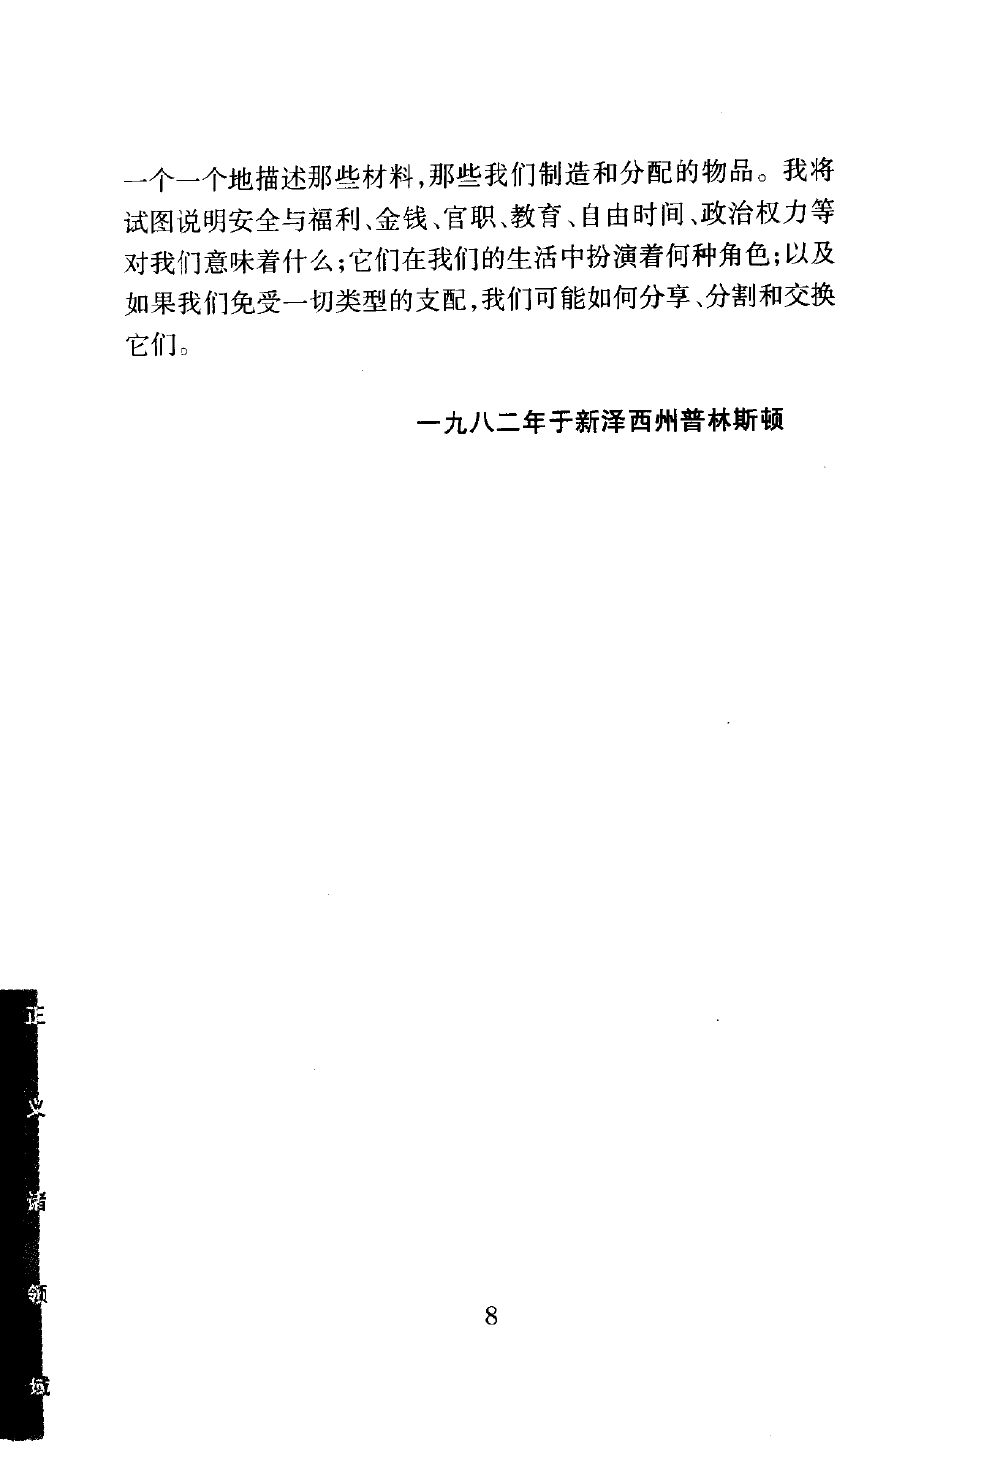 一个一个地描述那些材料,那些我们制造和分配的物品。我将
试图说明安全与福利、金钱、官职、教育、自由时间、政治权力等
对我们意味着什么;它们在我们的生活中扮演着何种角色;以及
如果我们免受一切类型的支配,我们可能如何分享、分割和交换
它们。
一九八二年于新泽西州普林斯顿
正
义
诸
领
域
8